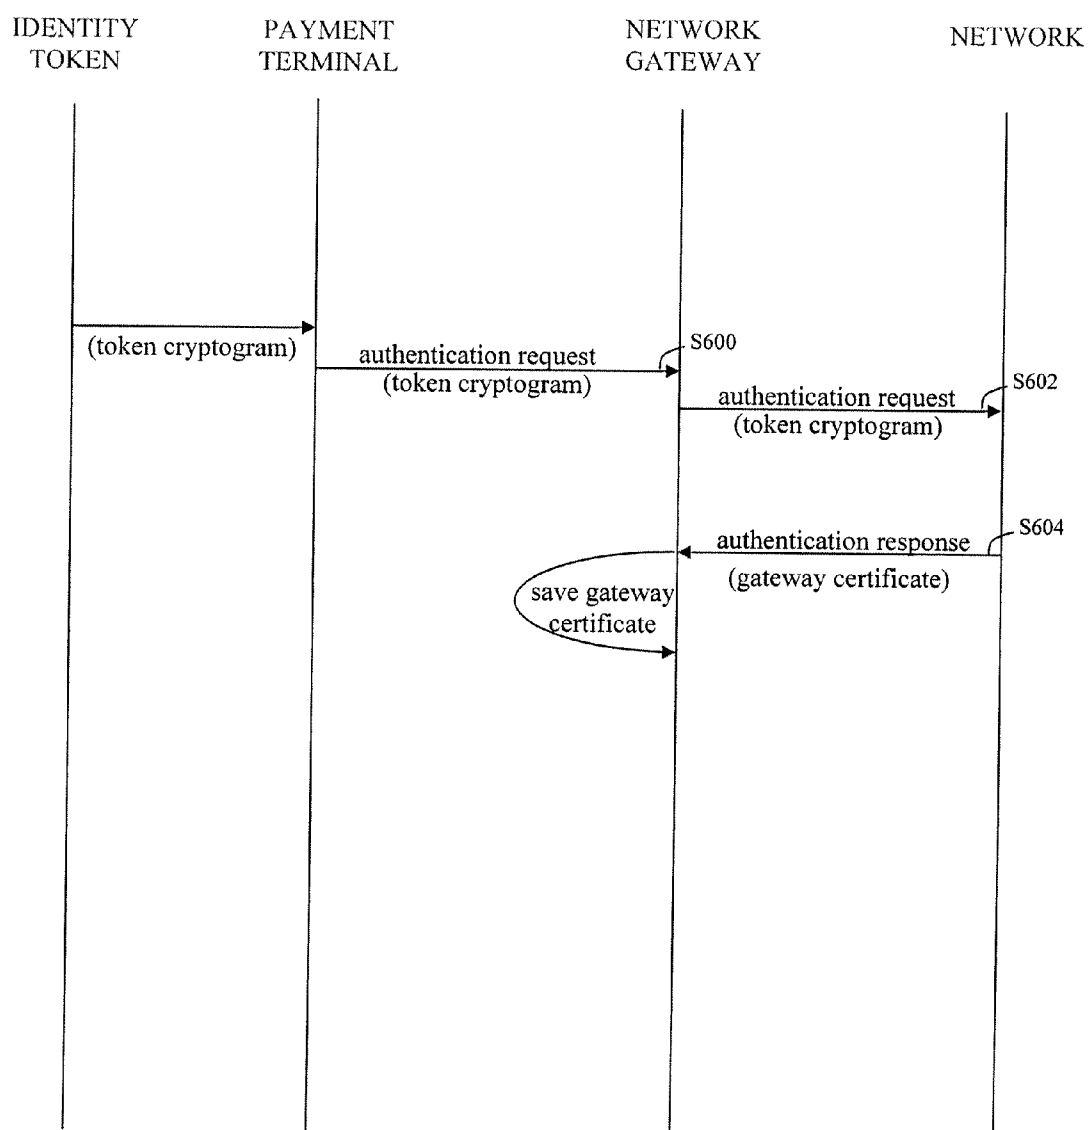 IDENTITY
TOKEN
PAYMENT
TERMINAL
NETWORK
GATEWAY
NETWORK
(token cryptogram)
authentication request
(token cryptogram)
S600
authentication request
(token cryptogram)
S602
authentication response
(gateway certificate)
S604
save gateway
certificate